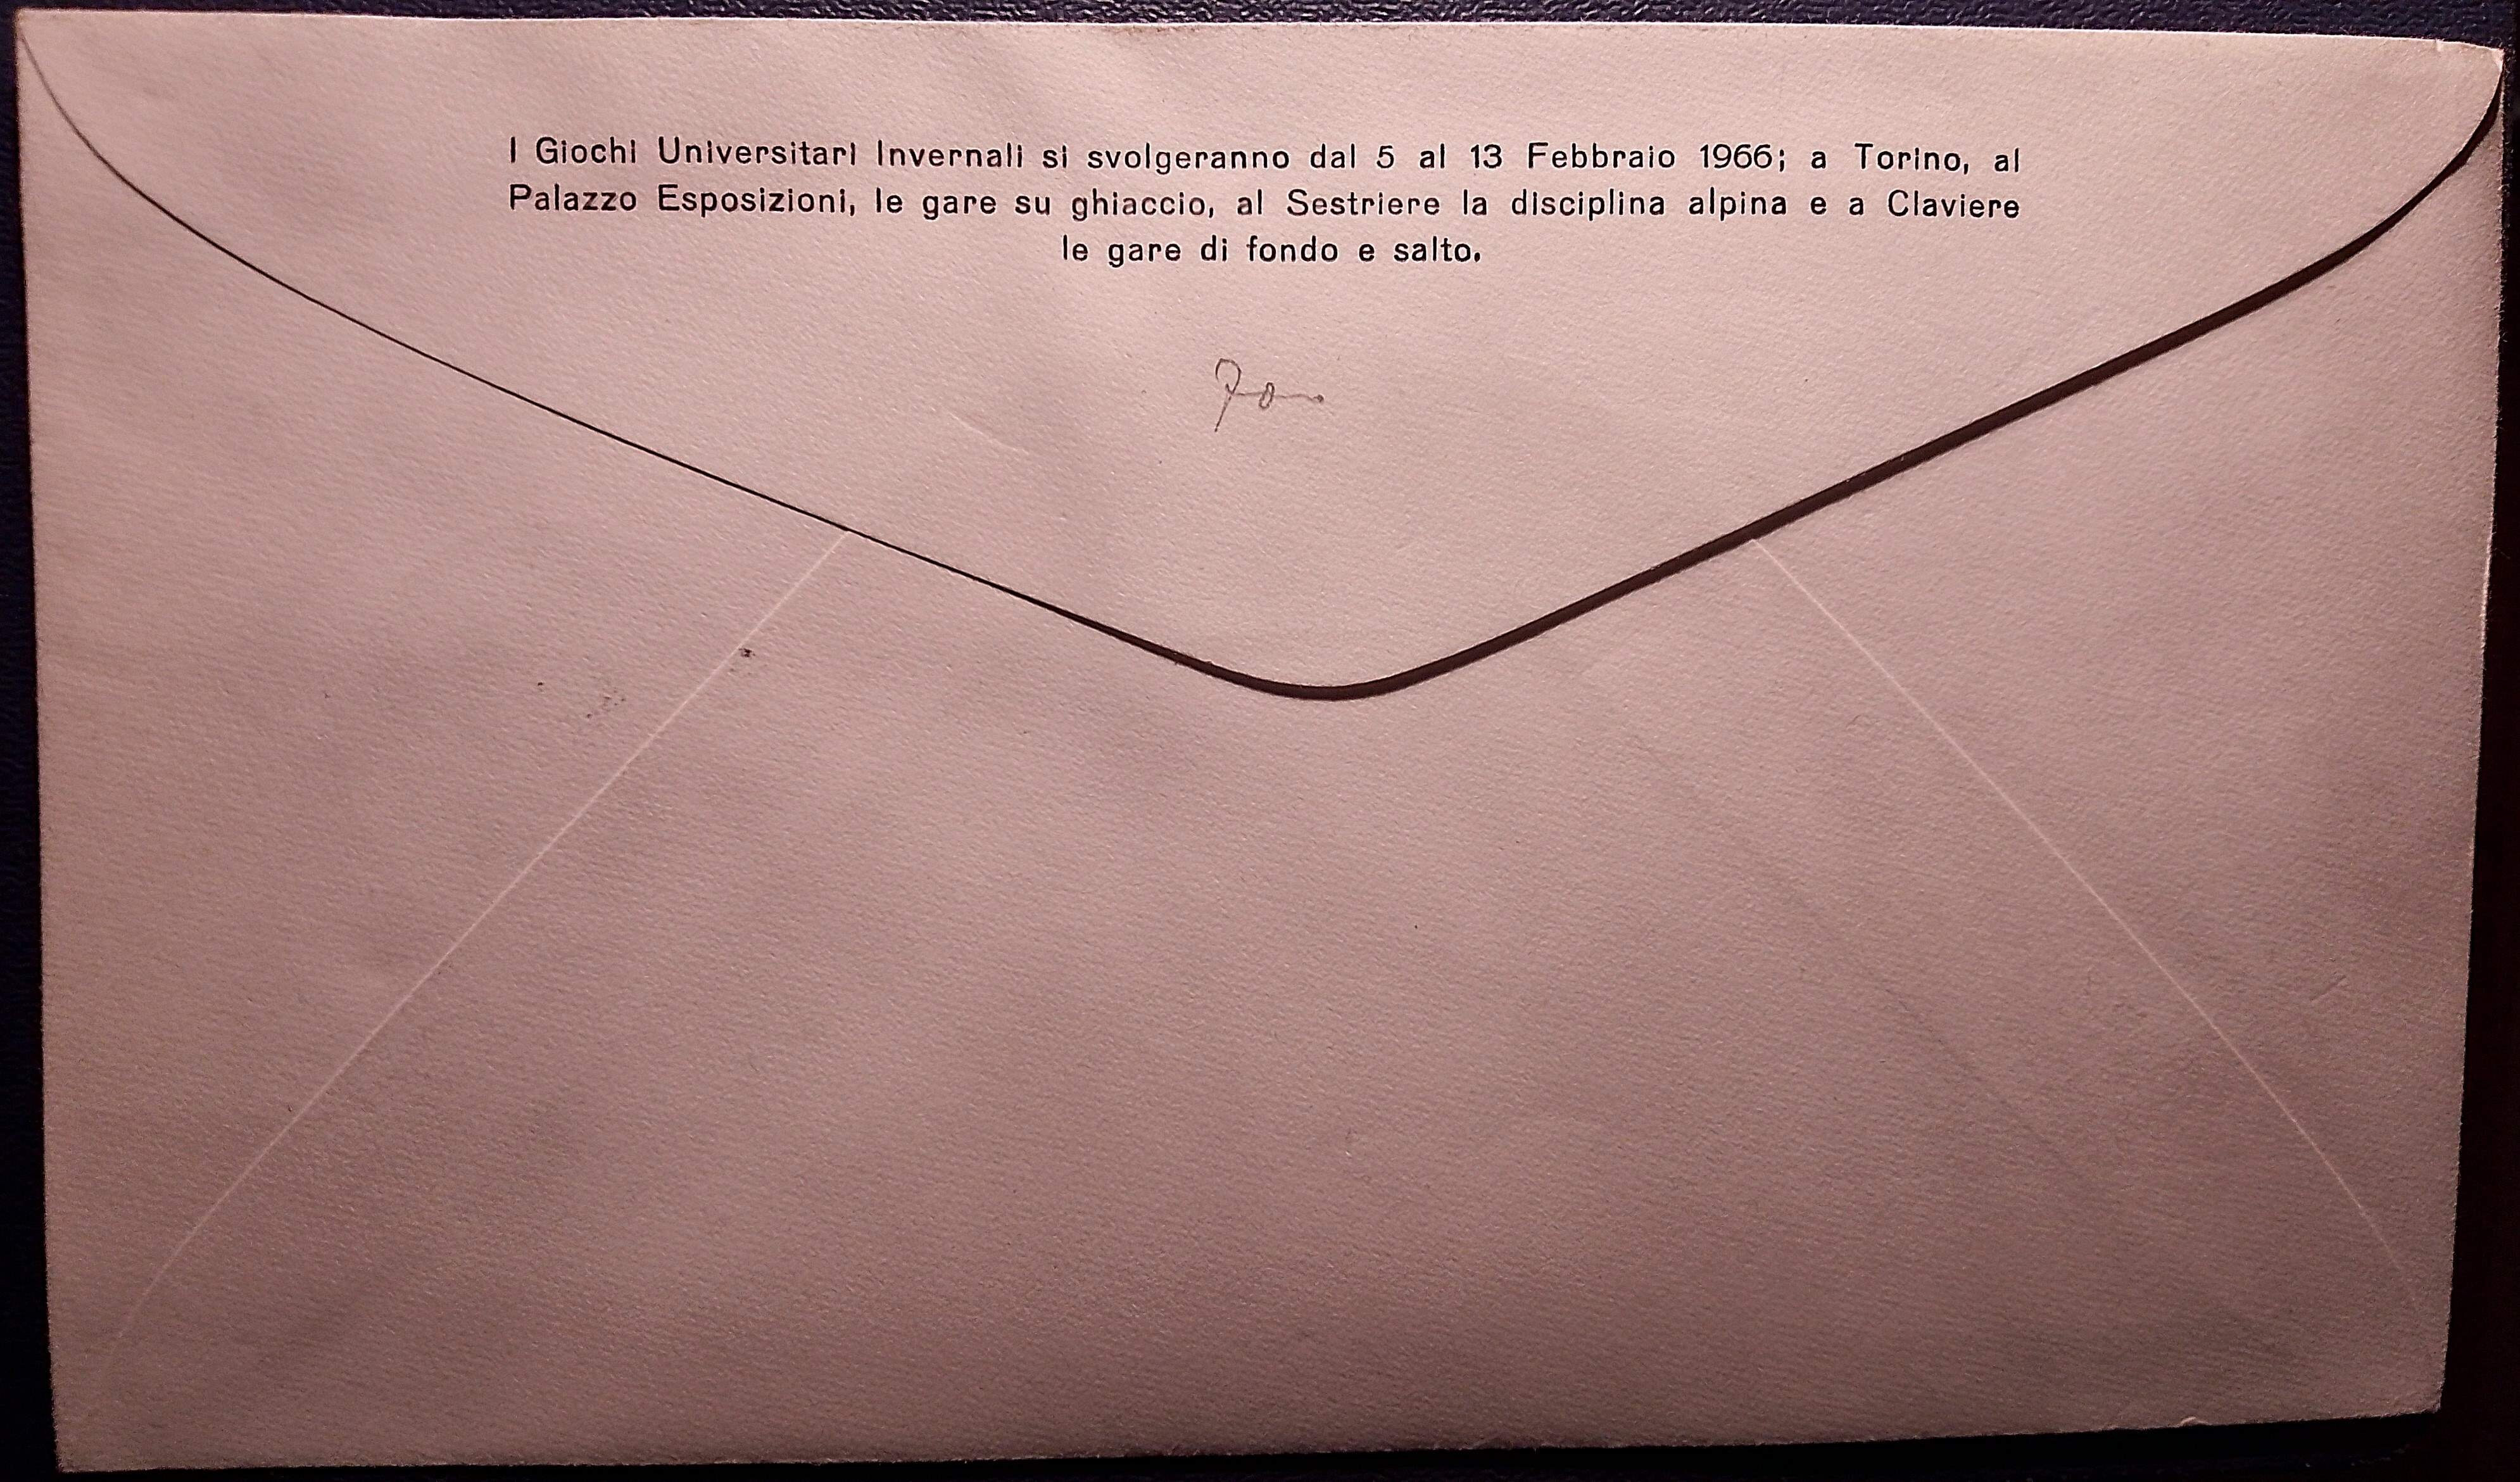 I Giochi Universitari Invernali si svolgeranno dal 5 al 13 Febbraio 1966; a Torino, al
Palazzo Esposizioni, le gare su ghiaccio, al Sestriere la disciplina alpina e a Claviere
le gare di fondo e salto.